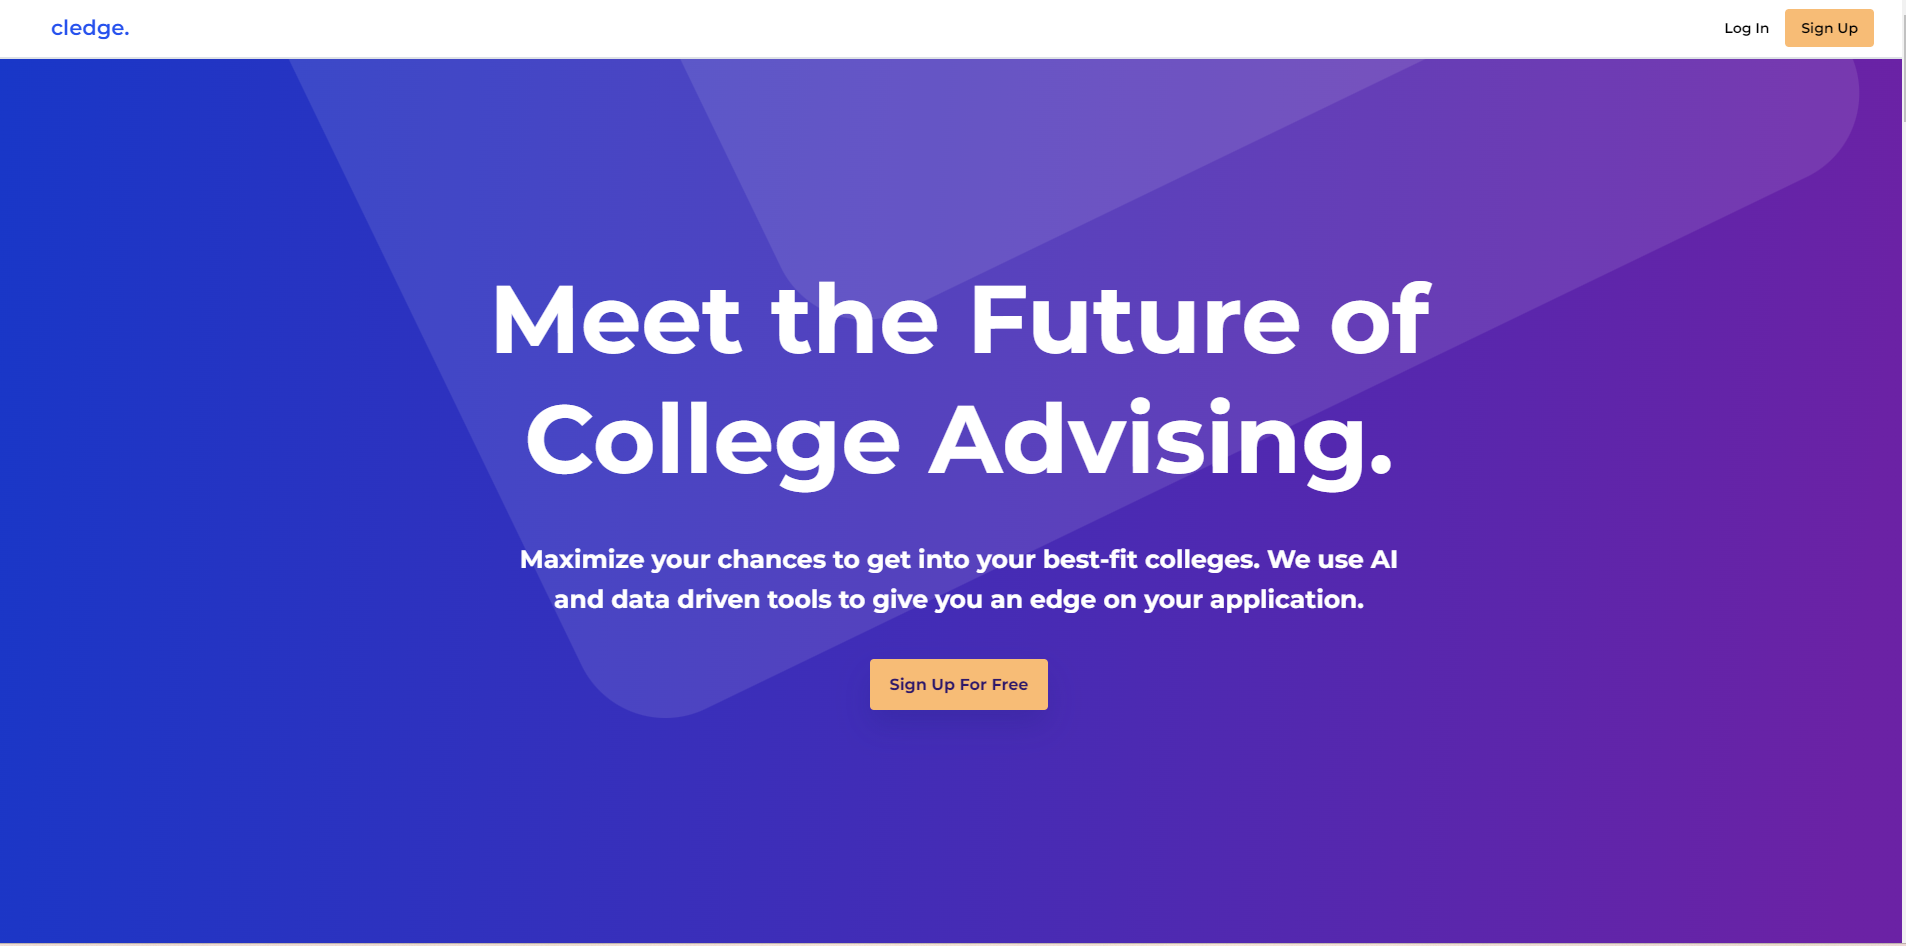 cledge.
Log In
Sign Up
Meet the Future of
College Advising.
Maximize your chances to get into your best-fit colleges. We use AI
and data driven tools to give you an edge on your application.
Sign Up For Free